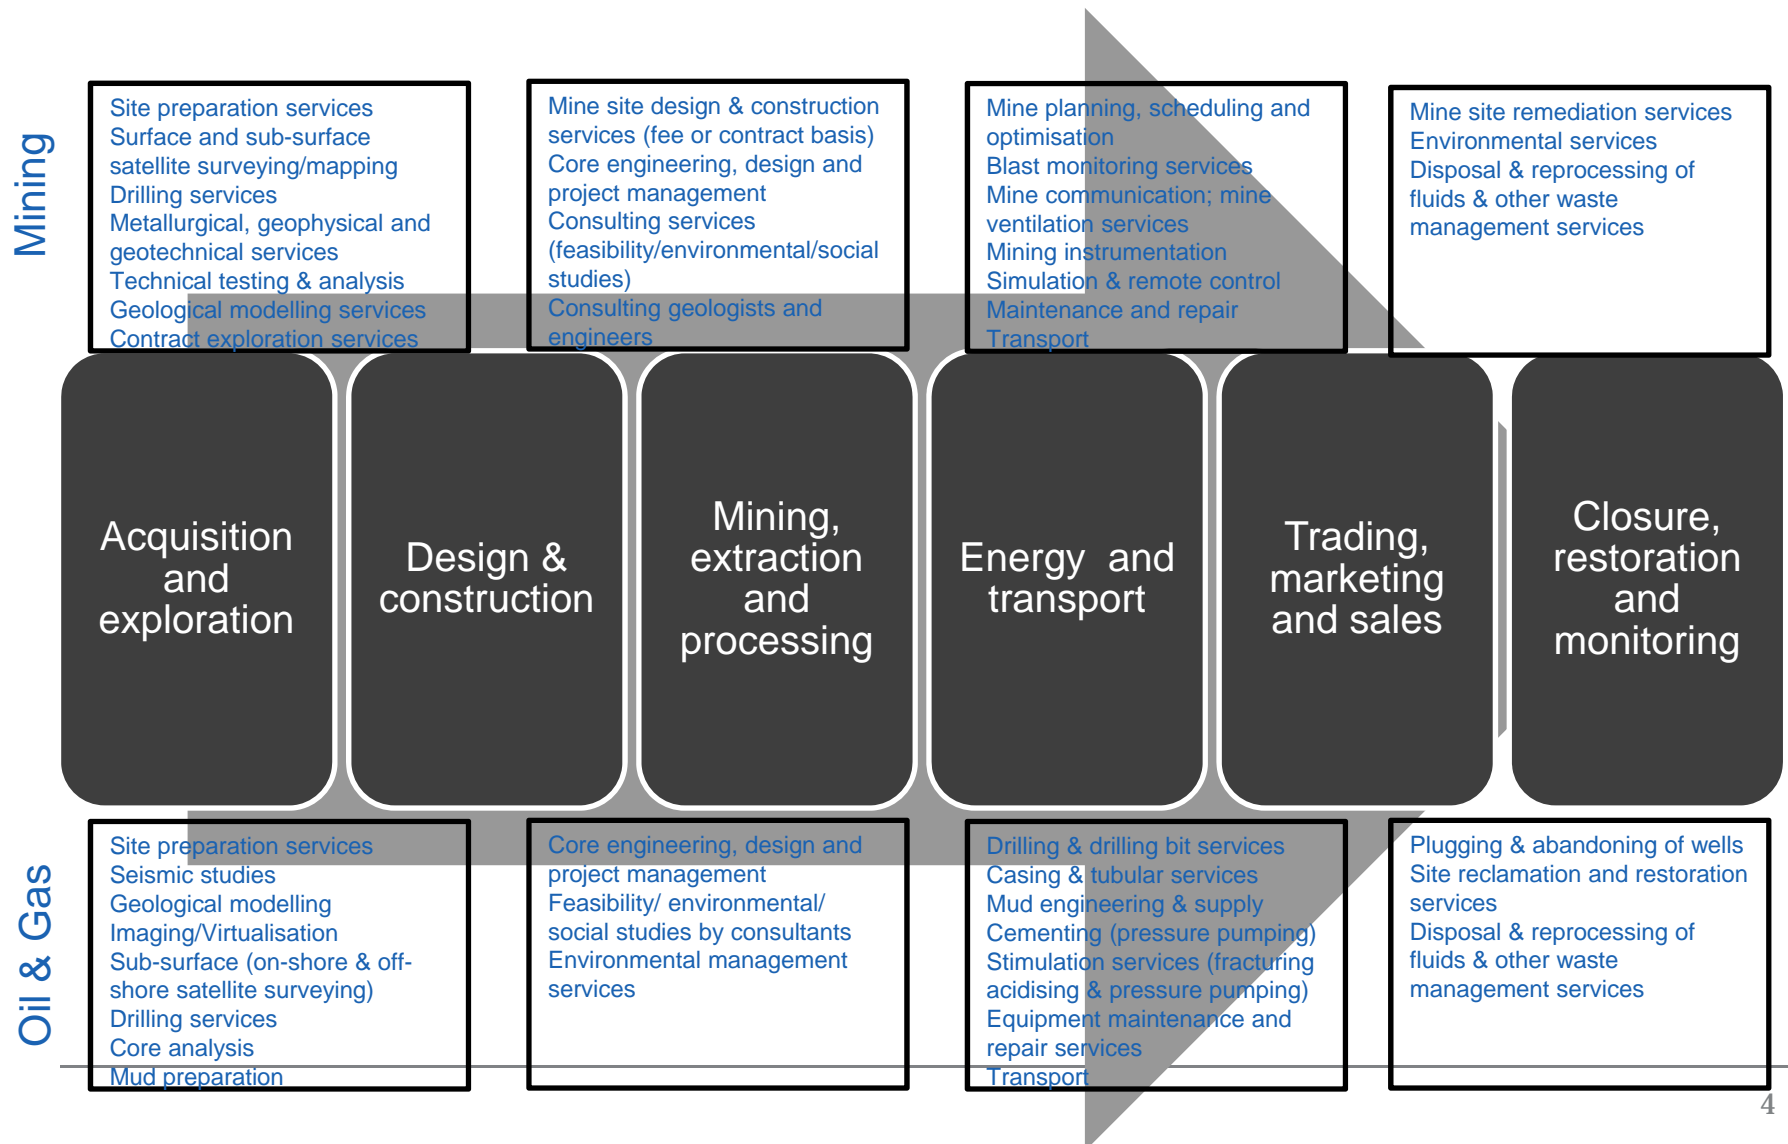 Mining
Site preparation services
Surface and sub-surface
satellite surveying/mapping
Drilling services
Metallurgical, geophysical and
geotechnical services
Technical testing & analysis
Geological modelling services
Contract exploration services
Mine site design & construction
services (fee or contract basis)
Core engineering, design and
project management
Consulting services
(feasibility/environmental/social
studies)
Consulting geologists and
engineers
Mine planning, scheduling and
optimisation
Blast monitoring services
Mine communication; mine
ventilation services
Mining instrumentation
Simulation & remote control
Maintenance and repair
Transport
Mine site remediation services
Environmental services
Disposal & reprocessing of
fluids & other waste
management services
Acquisition
and
exploration
Design &
construction
Mining,
extraction
and
processing
Energy and
transport
Trading,
marketing
and sales
Closure,
restoration
and
monitoring
Oil & Gas
Site preparation services
Seismic studies
Geological modelling
Imaging/Virtualisation
Sub-surface (on-shore & off-
shore satellite surveying)
Drilling services
Core analysis
Mud preparation
Core engineering, design and
project management
Feasibility/ environmental/
social studies by consultants
Environmental management
services
Drilling & drilling bit services
Casing & tubular services
Mud engineering & supply
Cementing (pressure pumping)
Stimulation services (fracturing
acidising & pressure pumping)
Equipment maintenance and
repair services
Transport
Plugging & abandoning of wells
Site reclamation and restoration
services
Disposal & reprocessing of
fluids & other waste
management services
4